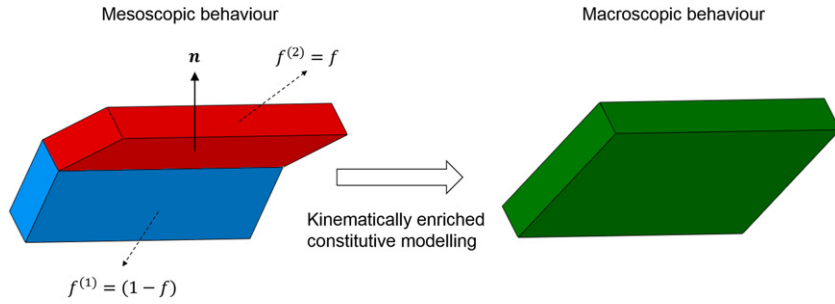 Mesoscopic behaviour
Macroscopic behaviour
n
f⁽²⁾ = f
Kinematically enriched
constitutive modelling
f⁽¹⁾ = (1 − f)